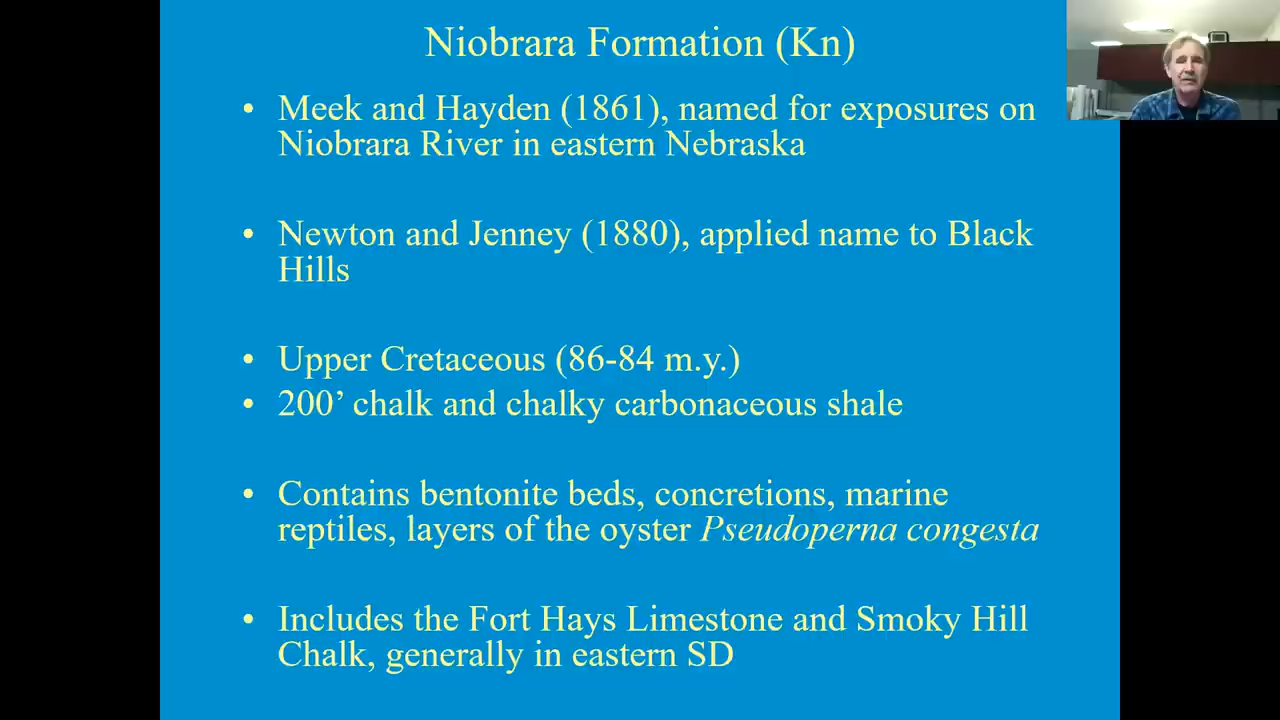 Niobrara Formation (Kn)
• Meek and Hayden (1861), named for exposures on
Niobrara River in eastern Nebraska
• Newton and Jenney (1880), applied name to Black
Hills
• Upper Cretaceous (86-84 m.y.)
• 200’ chalk and chalky carbonaceous shale
• Contains bentonite beds, concretions, marine
reptiles, layers of the oyster Pseudoperna congesta
• Includes the Fort Hays Limestone and Smoky Hill
Chalk, generally in eastern SD